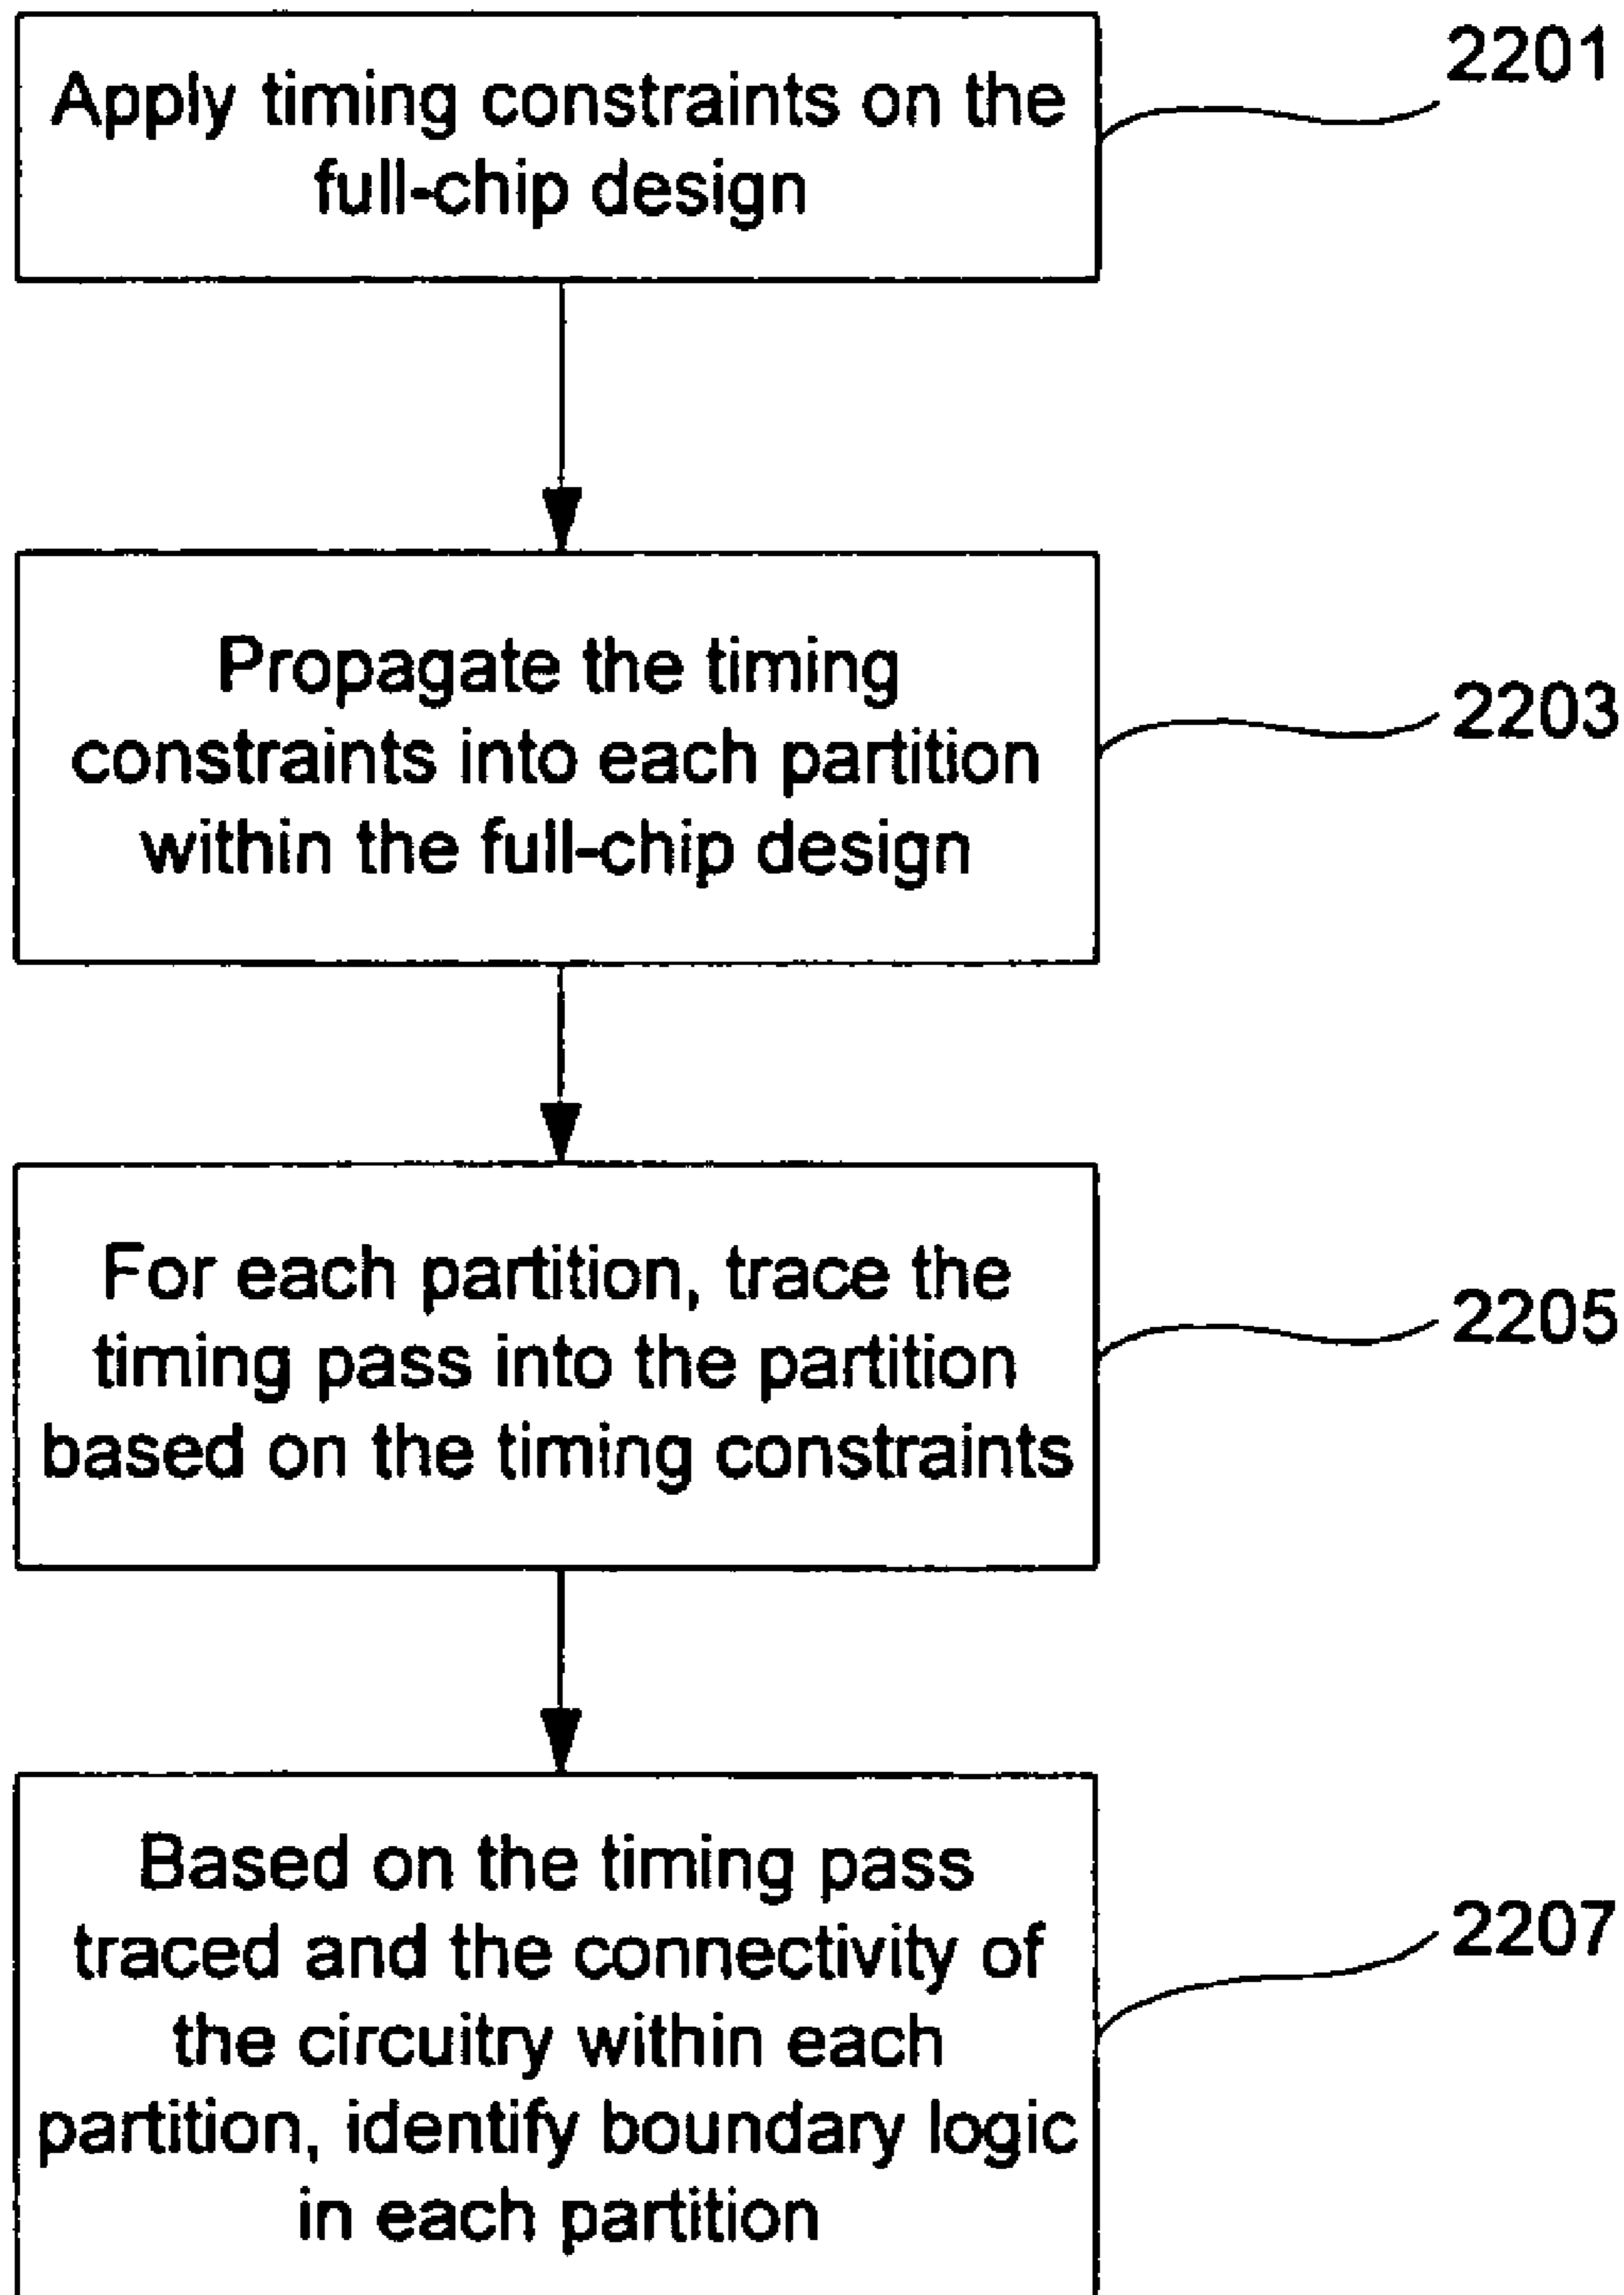 Apply timing constraints on the
full-chip design
2201
Propagate the timing
constraints into each partition
within the full-chip design
2203
For each partition, trace the
timing pass into the partition
based on the timing constraints
2205
Based on the timing pass
traced and the connectivity of
the circuitry within each
partition, identify boundary logic
in each partition
2207